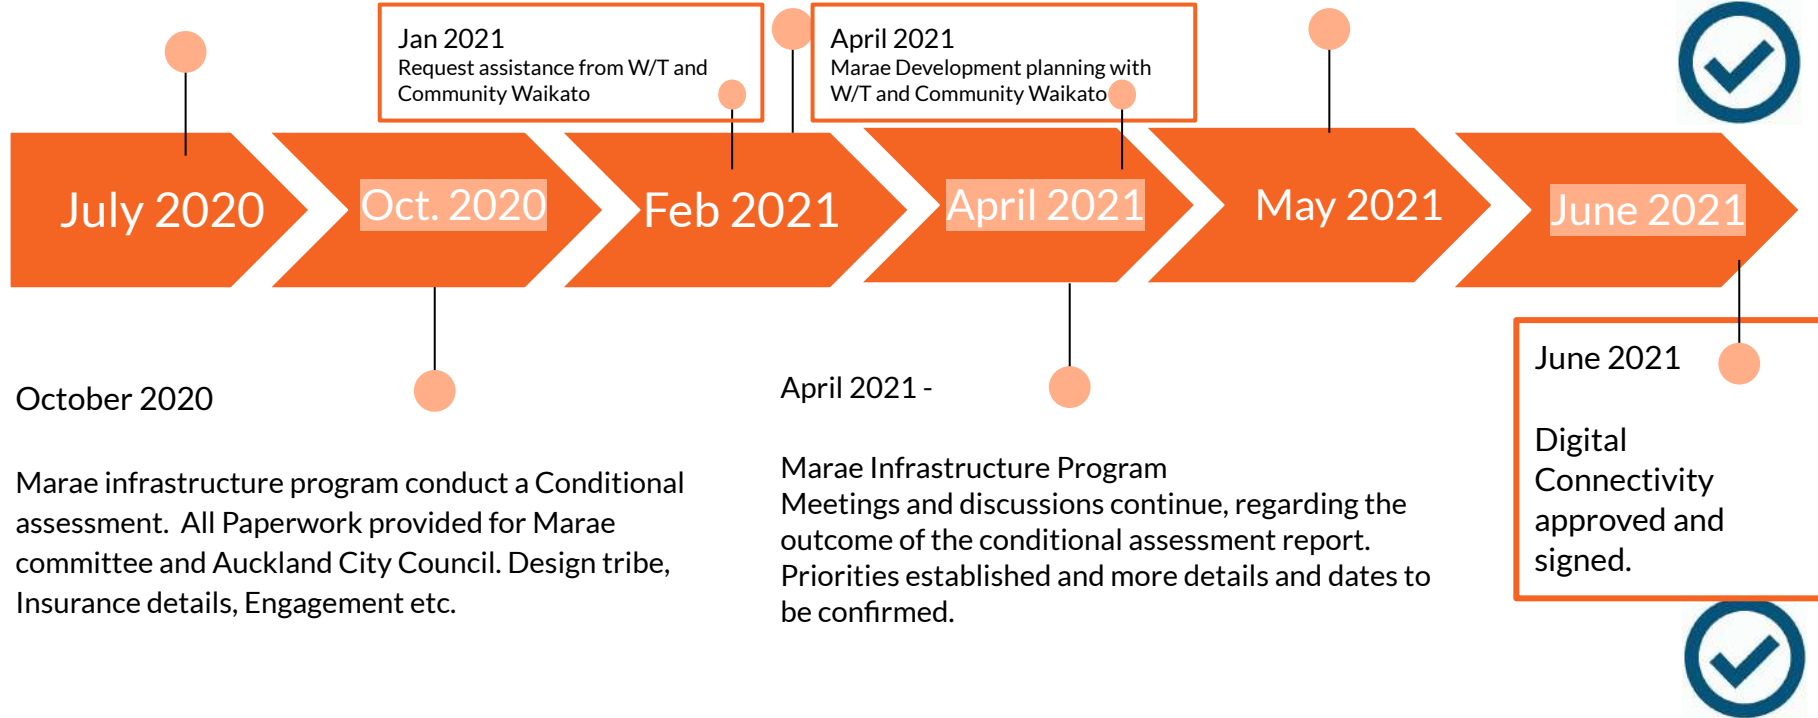 Jan 2021
Request assistance from W/T and
Community Waikato
April 2021
Marae Development planning with
W/T and Community Waikato
July 2020
Oct. 2020
Feb 2021
April 2021
May 2021
June 2021
October 2020
Marae infrastructure program conduct a Conditional
assessment. All Paperwork provided for Marae
committee and Auckland City Council. Design tribe,
Insurance details, Engagement etc.
April 2021 -
Marae Infrastructure Program
Meetings and discussions continue, regarding the
outcome of the conditional assessment report.
Priorities established and more details and dates to
be confirmed.
June 2021
Digital
Connectivity
approved and
signed.